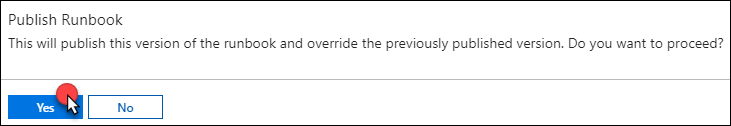 Publish Runbook
This will publish this version of the runbook and override the previously published version. Do you want to proceed?
Yes
No